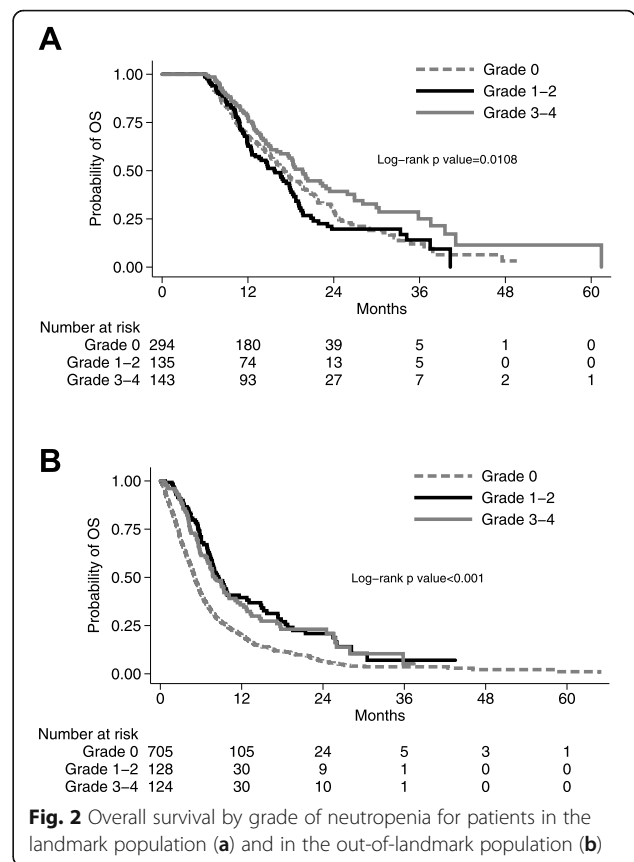 A
1.00
0.75
0.50
0.25
0.00
Probability of OS
Grade 0
Grade 1–2
Grade 3–4
Log–rank p value=0.0108
0 12 24 36 48 60
Months
Number at risk
Grade 0 294 180 39 5 1 0
Grade 1–2 135 74 13 5 0 0
Grade 3–4 143 93 27 7 2 1
B
1.00
0.75
0.50
0.25
0.00
Probability of OS
Grade 0
Grade 1–2
Grade 3–4
Log–rank p value<0.001
0 12 24 36 48 60
Months
Number at risk
Grade 0 705 105 24 5 3 1
Grade 1–2 128 30 9 1 0 0
Grade 3–4 124 30 10 1 0 0
Fig. 2 Overall survival by grade of neutropenia for patients in the
landmark population (a) and in the out-of-landmark population (b)